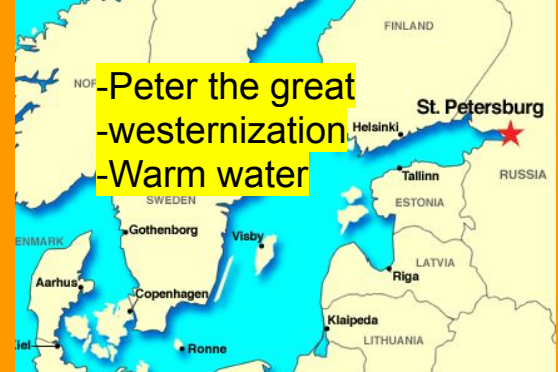 FINLAND
NOR
-Peter the great
-westernization
-Warm water
St. Petersburg
Helsinki
Tallinn
RUSSIA
SWEDEN
ESTONIA
Gothenborg
Visby
ENMARK
LATVIA
Riga
Aarhus
Copenhagen
Klaipeda
LITHUANIA
iel
Ronne